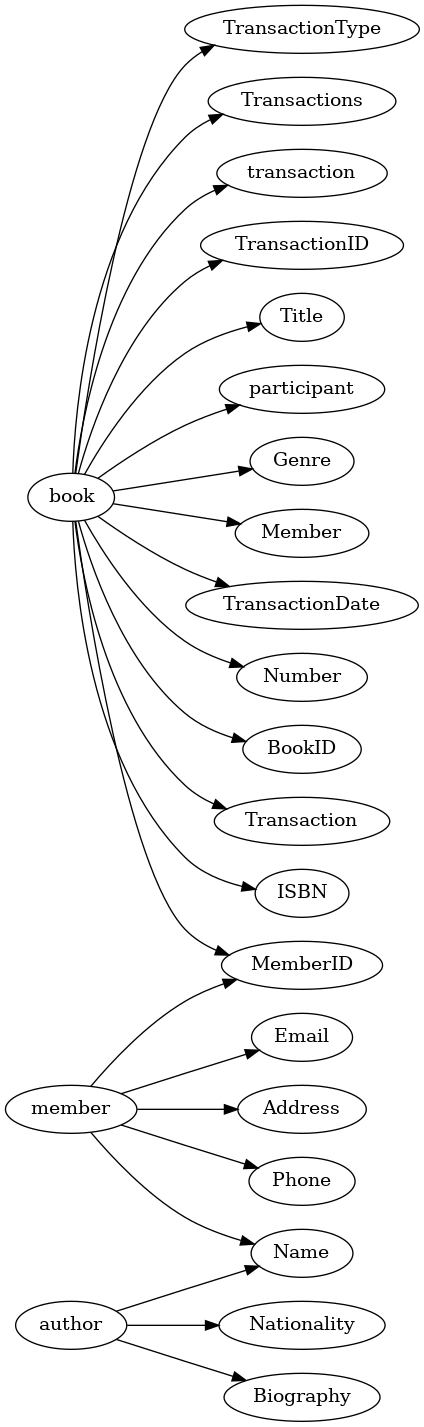 TransactionType
Transactions
transaction
TransactionID
Title
participant
Genre
book
Member
TransactionDate
Number
BookID
Transaction
ISBN
MemberID
Email
member
Address
Phone
Name
author
Nationality
Biography